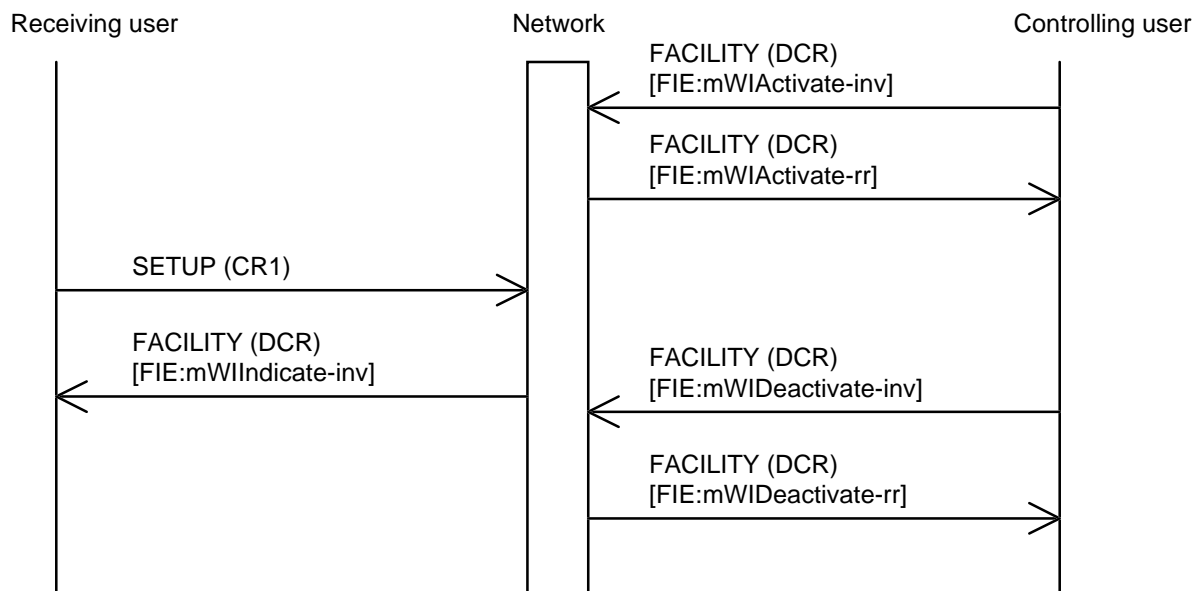 Receiving user
Network
Controlling user
FACILITY (DCR)
[FIE:mWIActivate-inv]
FACILITY (DCR)
[FIE:mWIActivate-rr]
SETUP (CR1)
FACILITY (DCR)
[FIE:mWIIndicate-inv]
FACILITY (DCR)
[FIE:mWIDeactivate-inv]
FACILITY (DCR)
[FIE:mWIDeactivate-rr]